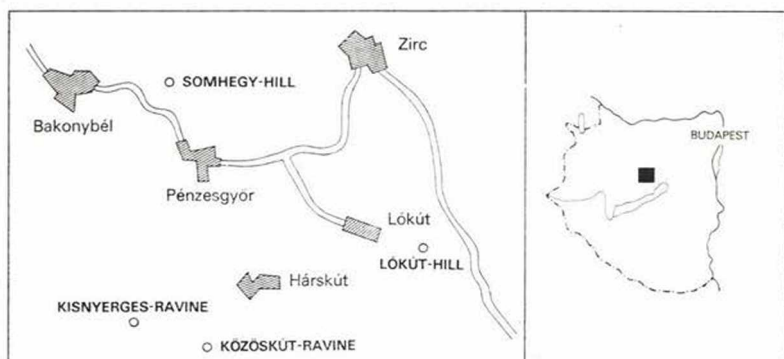 Zirc
SOMHEGY-HILL
Bakonybél
Pénzesgyőr
Lókút
LÓKÚT-HILL
Hárskút
KISNYERGES-RAVINE
KÖZÖSKÚT-RAVINE
BUDAPEST